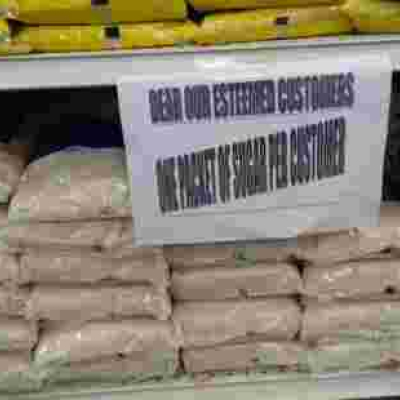 DEAR OUR ESTEEMED CUSTOMERS
ONE PACKET OF SUGAR PER CUSTOMER